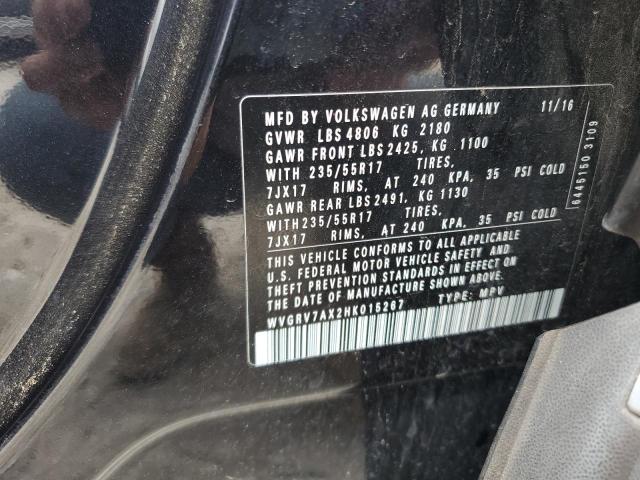 MFD BY VOLKSWAGEN AG GERMANY 11/16
GVWR LBS 4806 KG 2180
GAWR FRONT LBS 2425, KG 1100
WITH 235/55R17 TIRES,
7JX17 RIMS, AT 240 KPA, 35 PSI COLD
GAWR REAR LBS 2491, KG 1130
WITH 235/55R17 TIRES,
7JX17 RIMS, AT 240 KPA, 35 PSI COLD
THIS VEHICLE CONFORMS TO ALL APPLICABLE
U.S. FEDERAL MOTOR VEHICLE SAFETY AND
THEFT PREVENTION STANDARDS IN EFFECT ON
THE DATE OF MANUFACTURE SHOWN ABOVE.
WVGRV7AX2HK015267 TYPE: MPV
6445150 3109